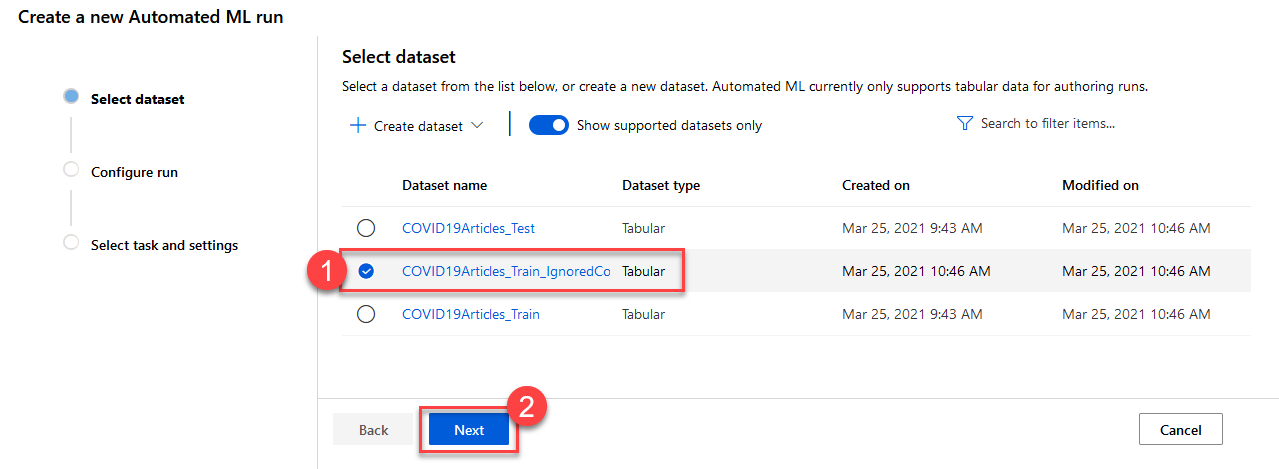 Create a new Automated ML run
Select dataset
Configure run
Select task and settings
Select dataset
Select a dataset from the list below, or create a new dataset. Automated ML currently only supports tabular data for authoring runs.
Create dataset Show supported datasets only Search to filter items...
Dataset name Dataset type Created on Modified on
COVID19Articles_Test Tabular Mar 25, 2021 9:43 AM Mar 25, 2021 10:46 AM
1 COVID19Articles_Train_IgnoredCo Tabular Mar 25, 2021 10:46 AM Mar 25, 2021 10:46 AM
COVID19Articles_Train Tabular Mar 25, 2021 9:43 AM Mar 25, 2021 10:46 AM
2
Back Next Cancel